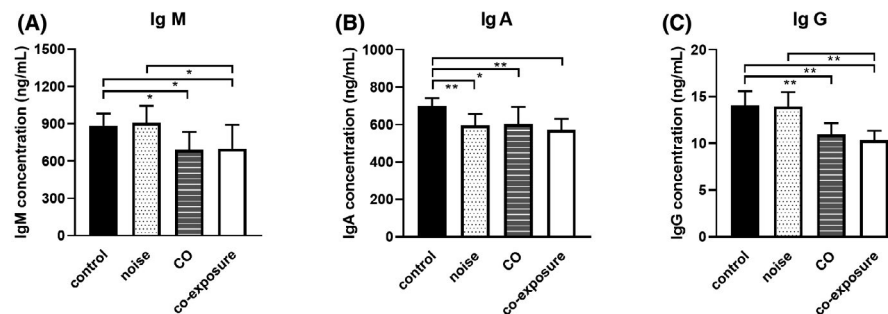 (A)
Ig M
IgM concentration (ng/mL)
1500
1200
900
600
300
0
*
*
*
control
noise
CO
co-exposure
(B)
Ig A
IgA concentration (ng/mL)
1000
800
600
400
200
0
**
*
**
control
noise
CO
co-exposure
(C)
Ig G
IgG concentration (ng/mL)
20
15
10
5
0
**
**
**
control
noise
CO
co-exposure